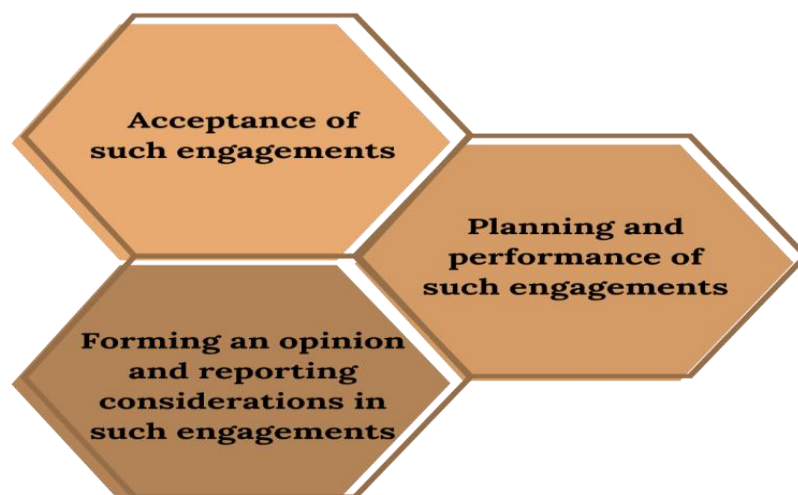 Acceptance of
such engagements
Planning and
performance of
such engagements
Forming an opinion
and reporting
considerations in
such engagements